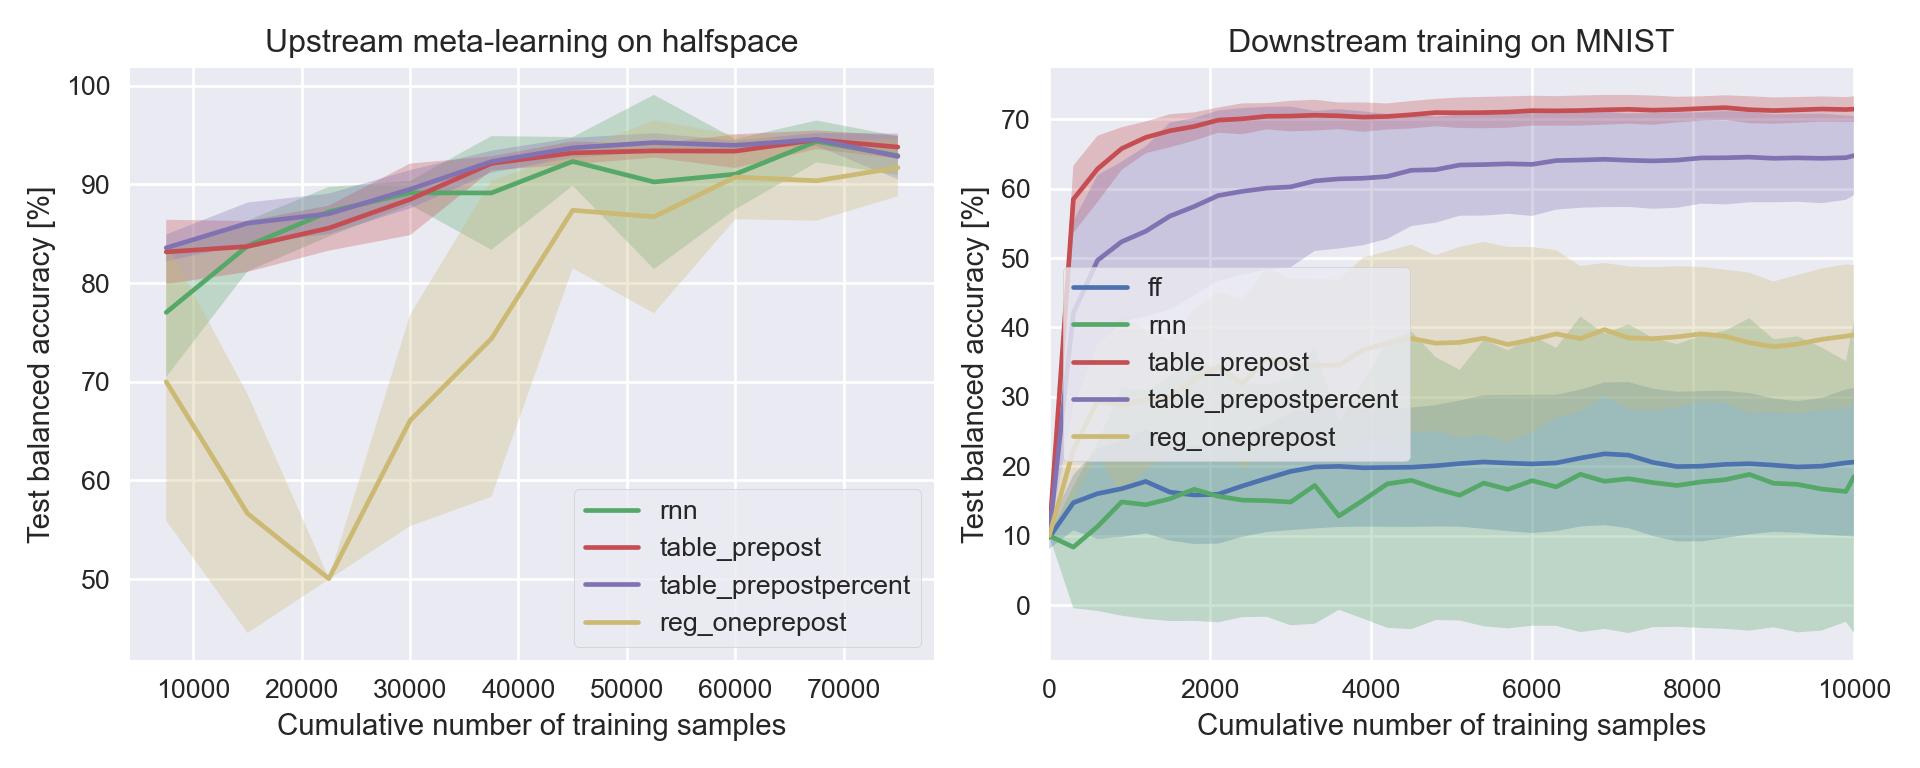 Upstream meta-learning on halfspace
Test balanced accuracy [%]
100
90
80
70
60
50
rnn
table_prepost
table_prepostpercent
reg_oneprepost
10000 20000 30000 40000 50000 60000 70000
Cumulative number of training samples
Downstream training on MNIST
Test balanced accuracy [%]
70
60
50
40
30
20
10
0
ff
rnn
table_prepost
table_prepostpercent
reg_oneprepost
0 2000 4000 6000 8000 10000
Cumulative number of training samples